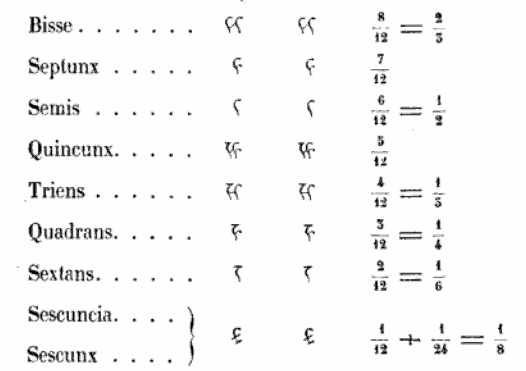 Bisse . . . . . . . 8/12 = 2/3
Septunx . . . . . 7/12
Semis . . . . . . 6/12 = 1/2
Quincunx. . . . . 5/12
Triens . . . . . . 4/12 = 1/3
Quadrans. . . . . 3/12 = 1/4
Sextans. . . . . . 2/12 = 1/6
Sescuncia. . . . }
Sescunx . . . . } 1/12 + 1/24 = 1/8